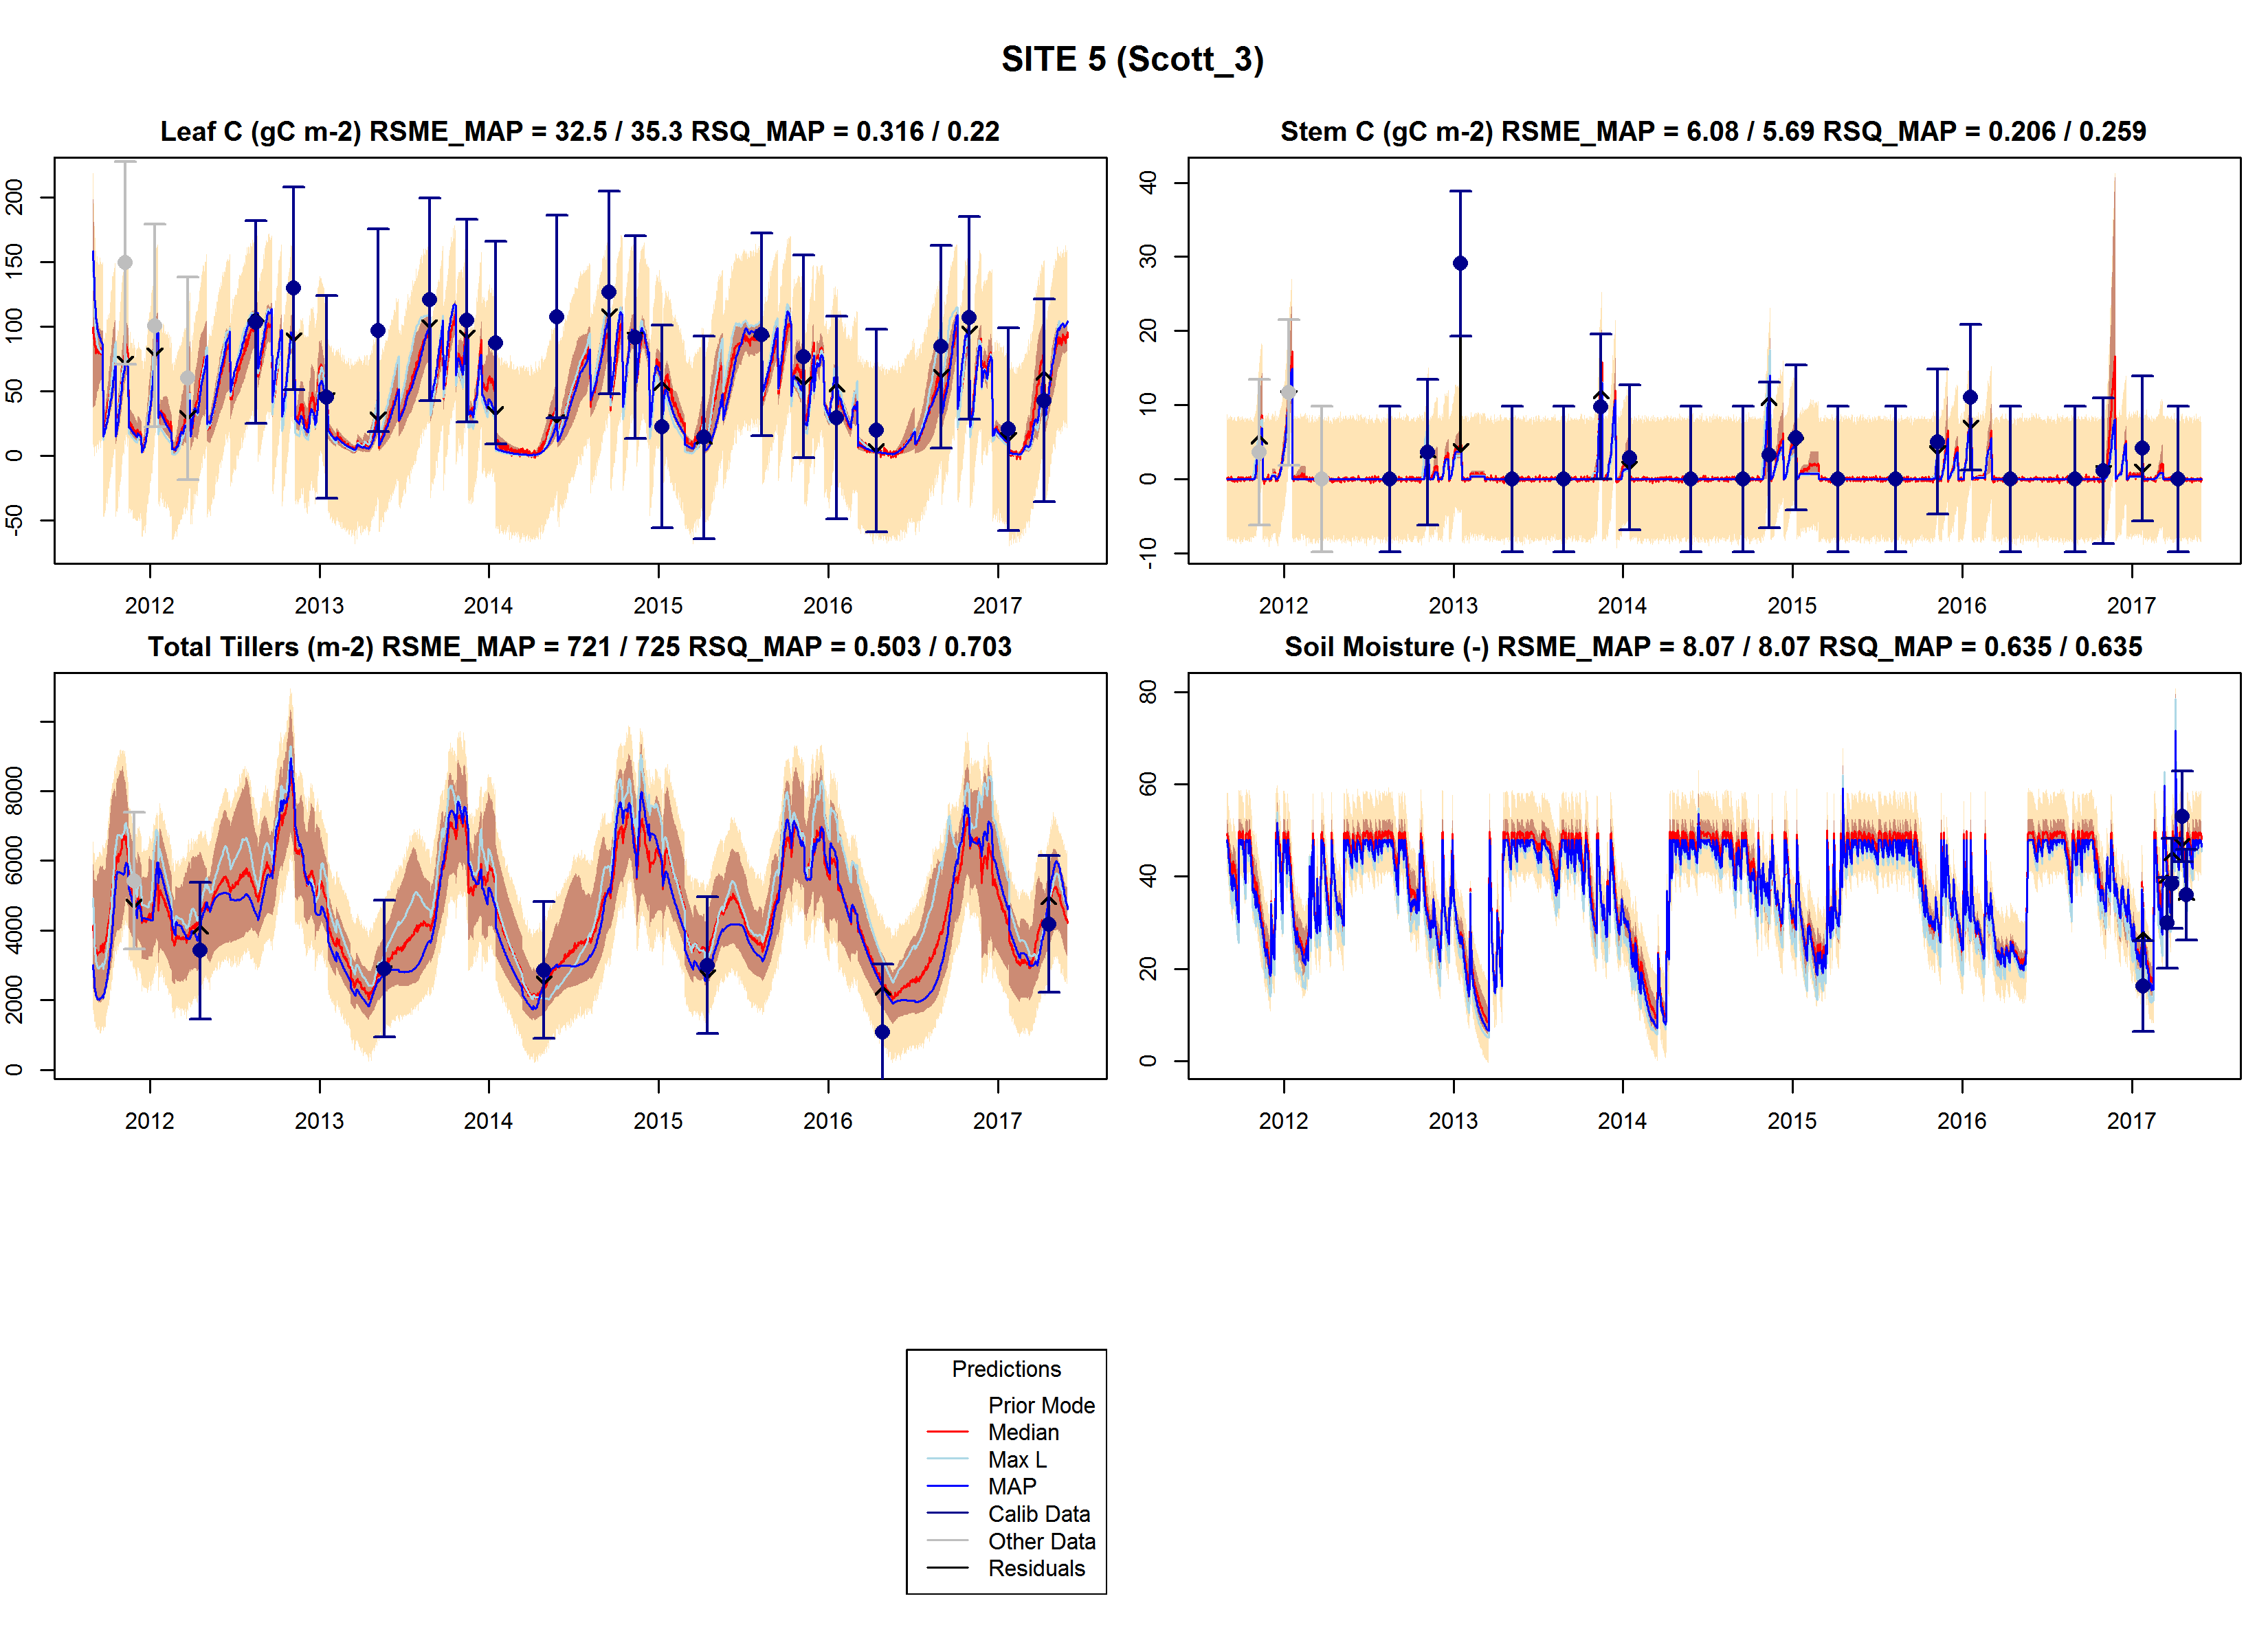 SITE 5 (Scott_3)
Leaf C (gC m-2) RSME_MAP = 32.5 / 35.3 RSQ_MAP = 0.316 / 0.22
200
150
100
50
0
-50
2012 2013 2014 2015 2016 2017
Stem C (gC m-2) RSME_MAP = 6.08 / 5.69 RSQ_MAP = 0.206 / 0.259
40
30
20
10
0
-10
2012 2013 2014 2015 2016 2017
Total Tillers (m-2) RSME_MAP = 721 / 725 RSQ_MAP = 0.503 / 0.703
8000
6000
4000
2000
0
2012 2013 2014 2015 2016 2017
Soil Moisture (-) RSME_MAP = 8.07 / 8.07 RSQ_MAP = 0.635 / 0.635
80
60
40
20
0
2012 2013 2014 2015 2016 2017
Predictions
Prior Mode
Median
Max L
MAP
Calib Data
Other Data
Residuals